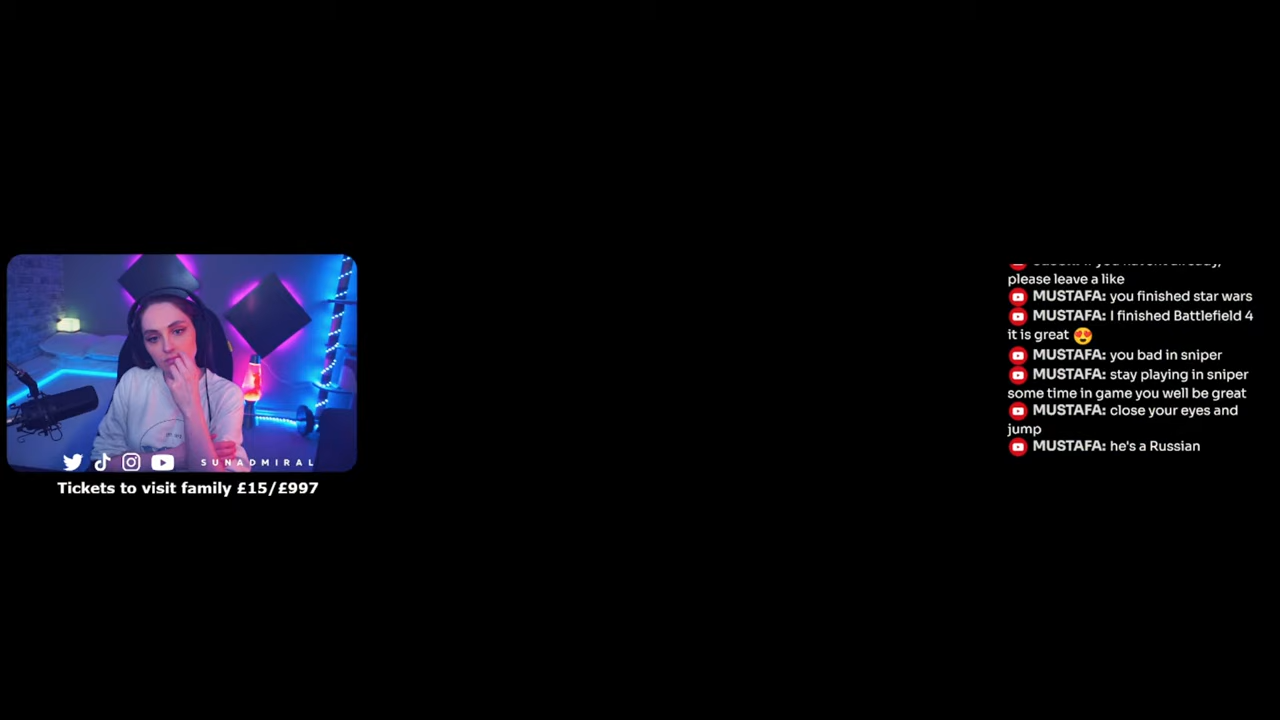 SUNADMIRAL
Tickets to visit family £15/£997
please leave a like
MUSTAFA: you finished star wars
MUSTAFA: I finished Battlefield 4
it is great 😍
MUSTAFA: you bad in sniper
MUSTAFA: stay playing in sniper
some time in game you well be great
MUSTAFA: close your eyes and
jump
MUSTAFA: he's a Russian